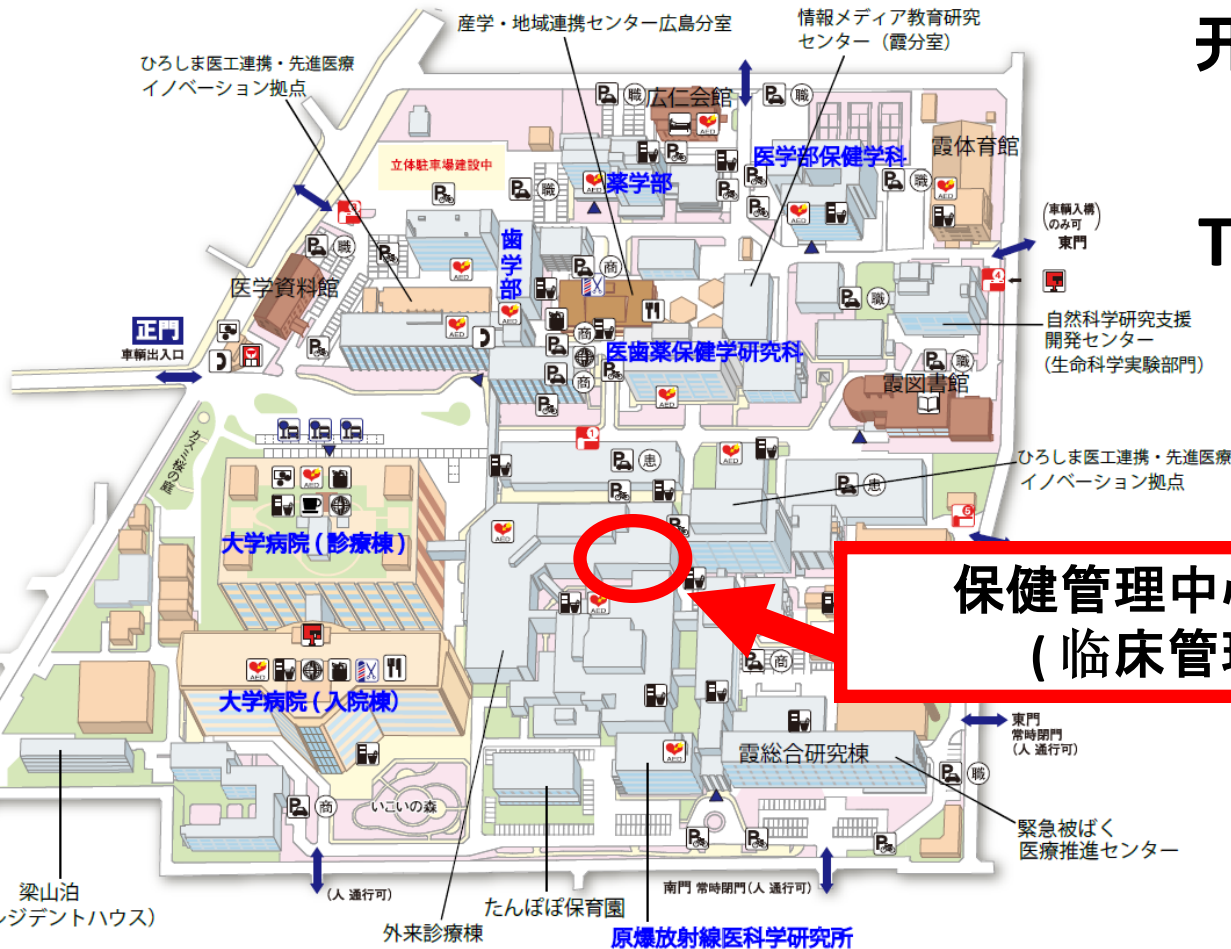 产学・地域連携センター広島分室
情報メディア教育研究
センター（霞分室）
ひろしま医工連携・先進医療
イノベーション拠点
広仁会館
医学部保健学科
霞体育館
立体駐車場建設中
薬学部
(車輌入構
のみ可)
東門
歯学部
医学資料館
正門
車輌出入口
自然科学研究支援
開発センター
(生命科学実験部門)
医歯薬保健学研究科
霞図書館
カスミ桜の庭
ひろしま医工連携・先進医療
イノベーション拠点
大学病院 ( 診療棟 )
保健管理中
( 临床管
大学病院 ( 入院棟)
東門
常時閉門
(人 通行可)
霞総合研究棟
いこいの森
緊急被ばく
医療推進センター
梁山泊
ジデントハウス）
(人 通行可)
外来診療棟
たんぽぽ保育園
南門 常時閉門(人 通行可)
原爆放射線医科学研究所